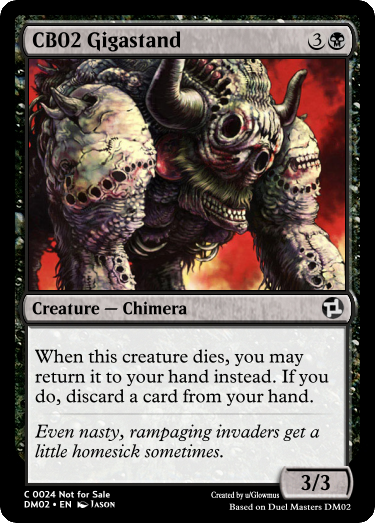 CB02 Gigastand 3
Creature — Chimera
When this creature dies, you may
return it to your hand instead. If you
do, discard a card from your hand.
Even nasty, rampaging invaders get a
little homesickness sometimes.
3/3
C 0024 Not for Sale
DM02 • EN Jason
Created by u/Glowmus
Based on Duel Masters DM02